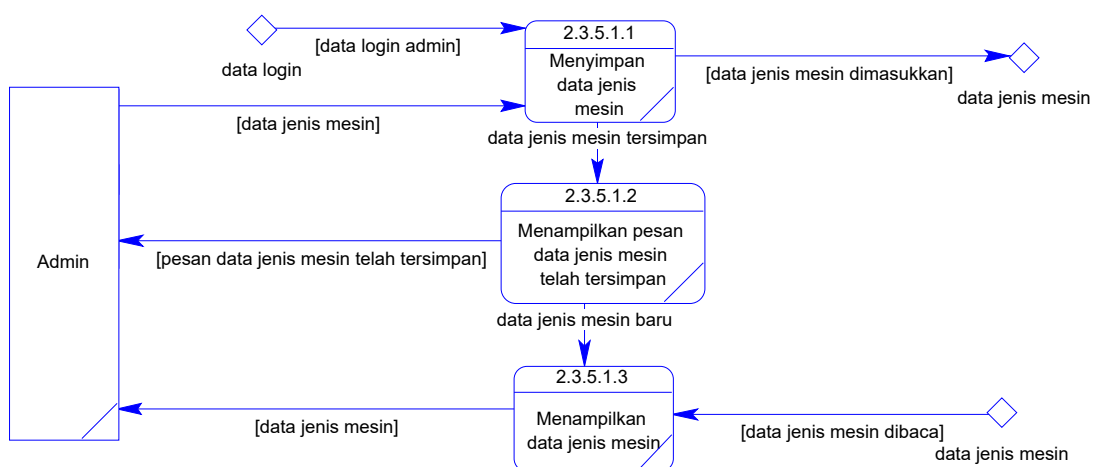 2.3.5.1.1
[data login admin]
Menyimpan
data jenis
mesin
data login
[data jenis mesin dimasukkan]
data jenis mesin
[data jenis mesin]
data jenis mesin tersimpan
2.3.5.1.2
Menampilkan pesan
data jenis mesin
telah tersimpan
Admin
[pesan data jenis mesin telah tersimpan]
data jenis mesin baru
2.3.5.1.3
Menampilkan
data jenis mesin
[data jenis mesin]
[data jenis mesin dibaca]
data jenis mesin